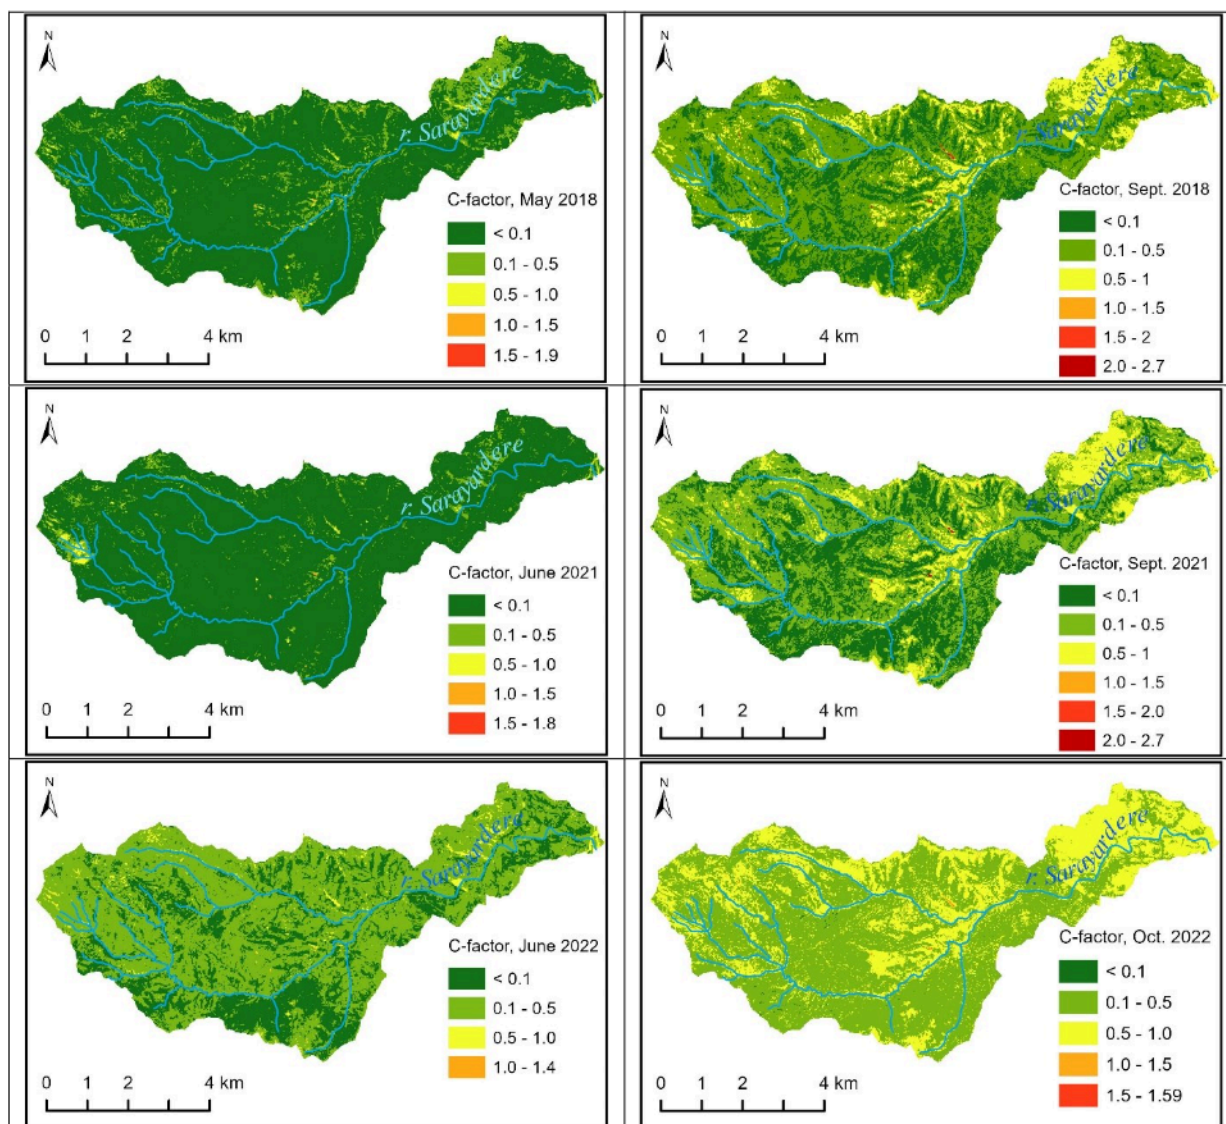 N
r. Sarayardere
C-factor, May 2018
< 0.1
0.1 - 0.5
0.5 - 1.0
1.0 - 1.5
1.5 - 1.9
0 1 2 4 km
N
r. Sarayardere
C-factor, Sept. 2018
< 0.1
0.1 - 0.5
0.5 - 1
1.0 - 1.5
1.5 - 2
2.0 - 2.7
0 1 2 4 km
N
r. Sarayardere
C-factor, June 2021
< 0.1
0.1 - 0.5
0.5 - 1.0
1.0 - 1.5
1.5 - 1.8
0 1 2 4 km
N
r. Sarayardere
C-factor, Sept. 2021
< 0.1
0.1 - 0.5
0.5 - 1
1.0 - 1.5
1.5 - 2.0
2.0 - 2.7
0 1 2 4 km
N
r. Sarayardere
C-factor, June 2022
< 0.1
0.1 - 0.5
0.5 - 1.0
1.0 - 1.4
0 1 2 4 km
N
r. Sarayardere
C-factor, Oct. 2022
< 0.1
0.1 - 0.5
0.5 - 1.0
1.0 - 1.5
1.5 - 1.59
0 1 2 4 km